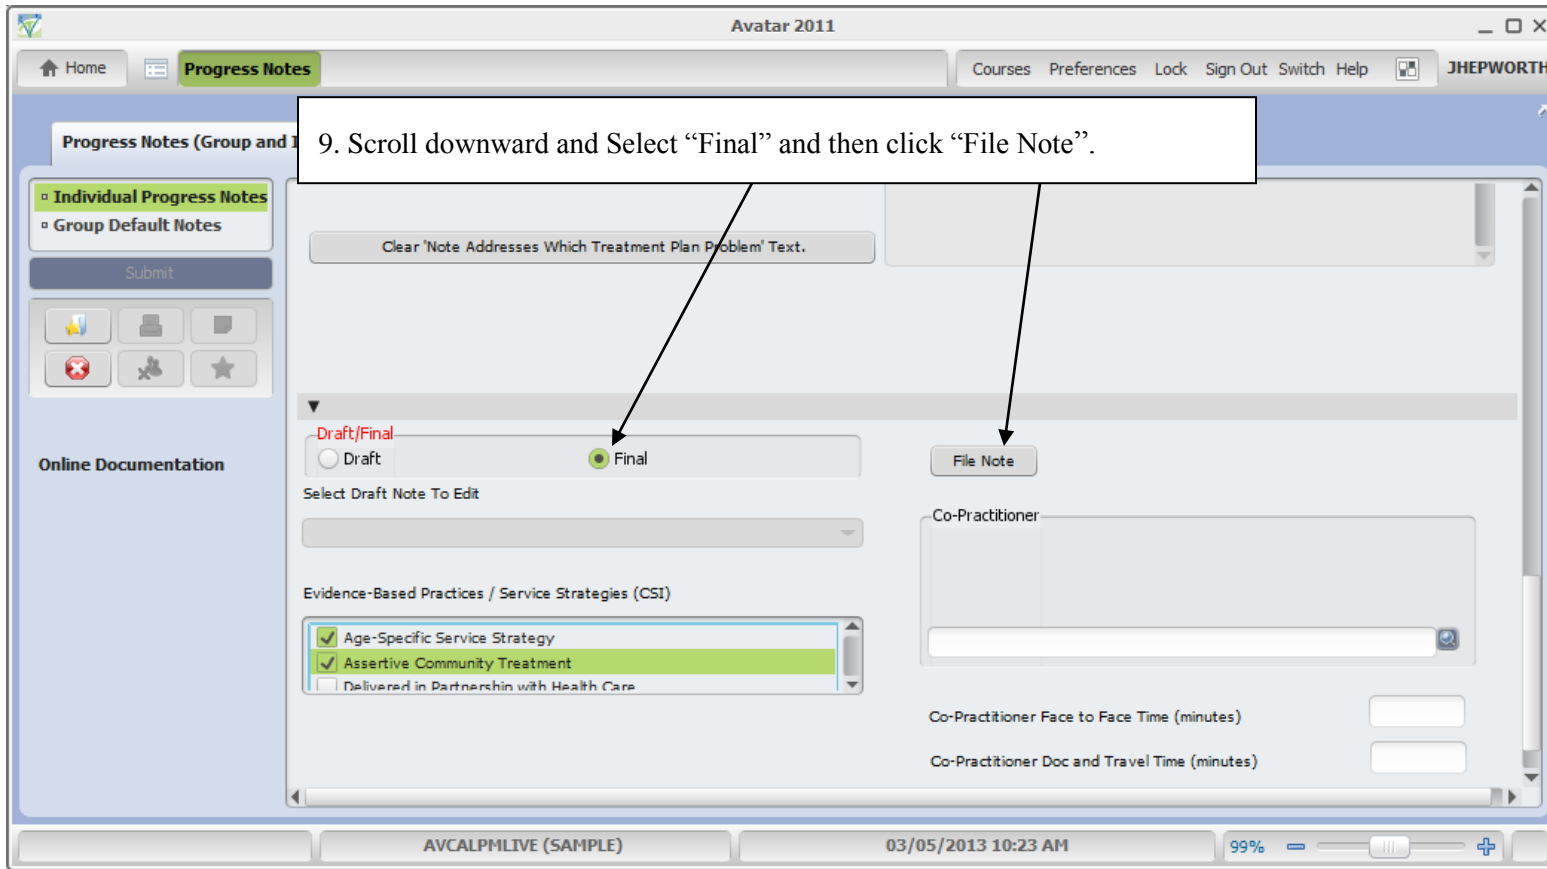 Avatar 2011
Home
Progress Notes
Courses Preferences Lock Sign Out Switch Help
JHEPWORTH
Progress Notes (Group and I
9. Scroll downward and Select “Final” and then click “File Note”.
Individual Progress Notes
Group Default Notes
Submit
Online Documentation
Clear 'Note Addresses Which Treatment Plan Problem' Text.
Draft/Final
Draft
Final
File Note
Select Draft Note To Edit
Co-Practitioner
Evidence-Based Practices / Service Strategies (CSI)
Age-Specific Service Strategy
Assertive Community Treatment
Delivered in Partnership with Health Care
Co-Practitioner Face to Face Time (minutes)
Co-Practitioner Doc and Travel Time (minutes)
AVCALPMLIVE (SAMPLE)
03/05/2013 10:23 AM
99%